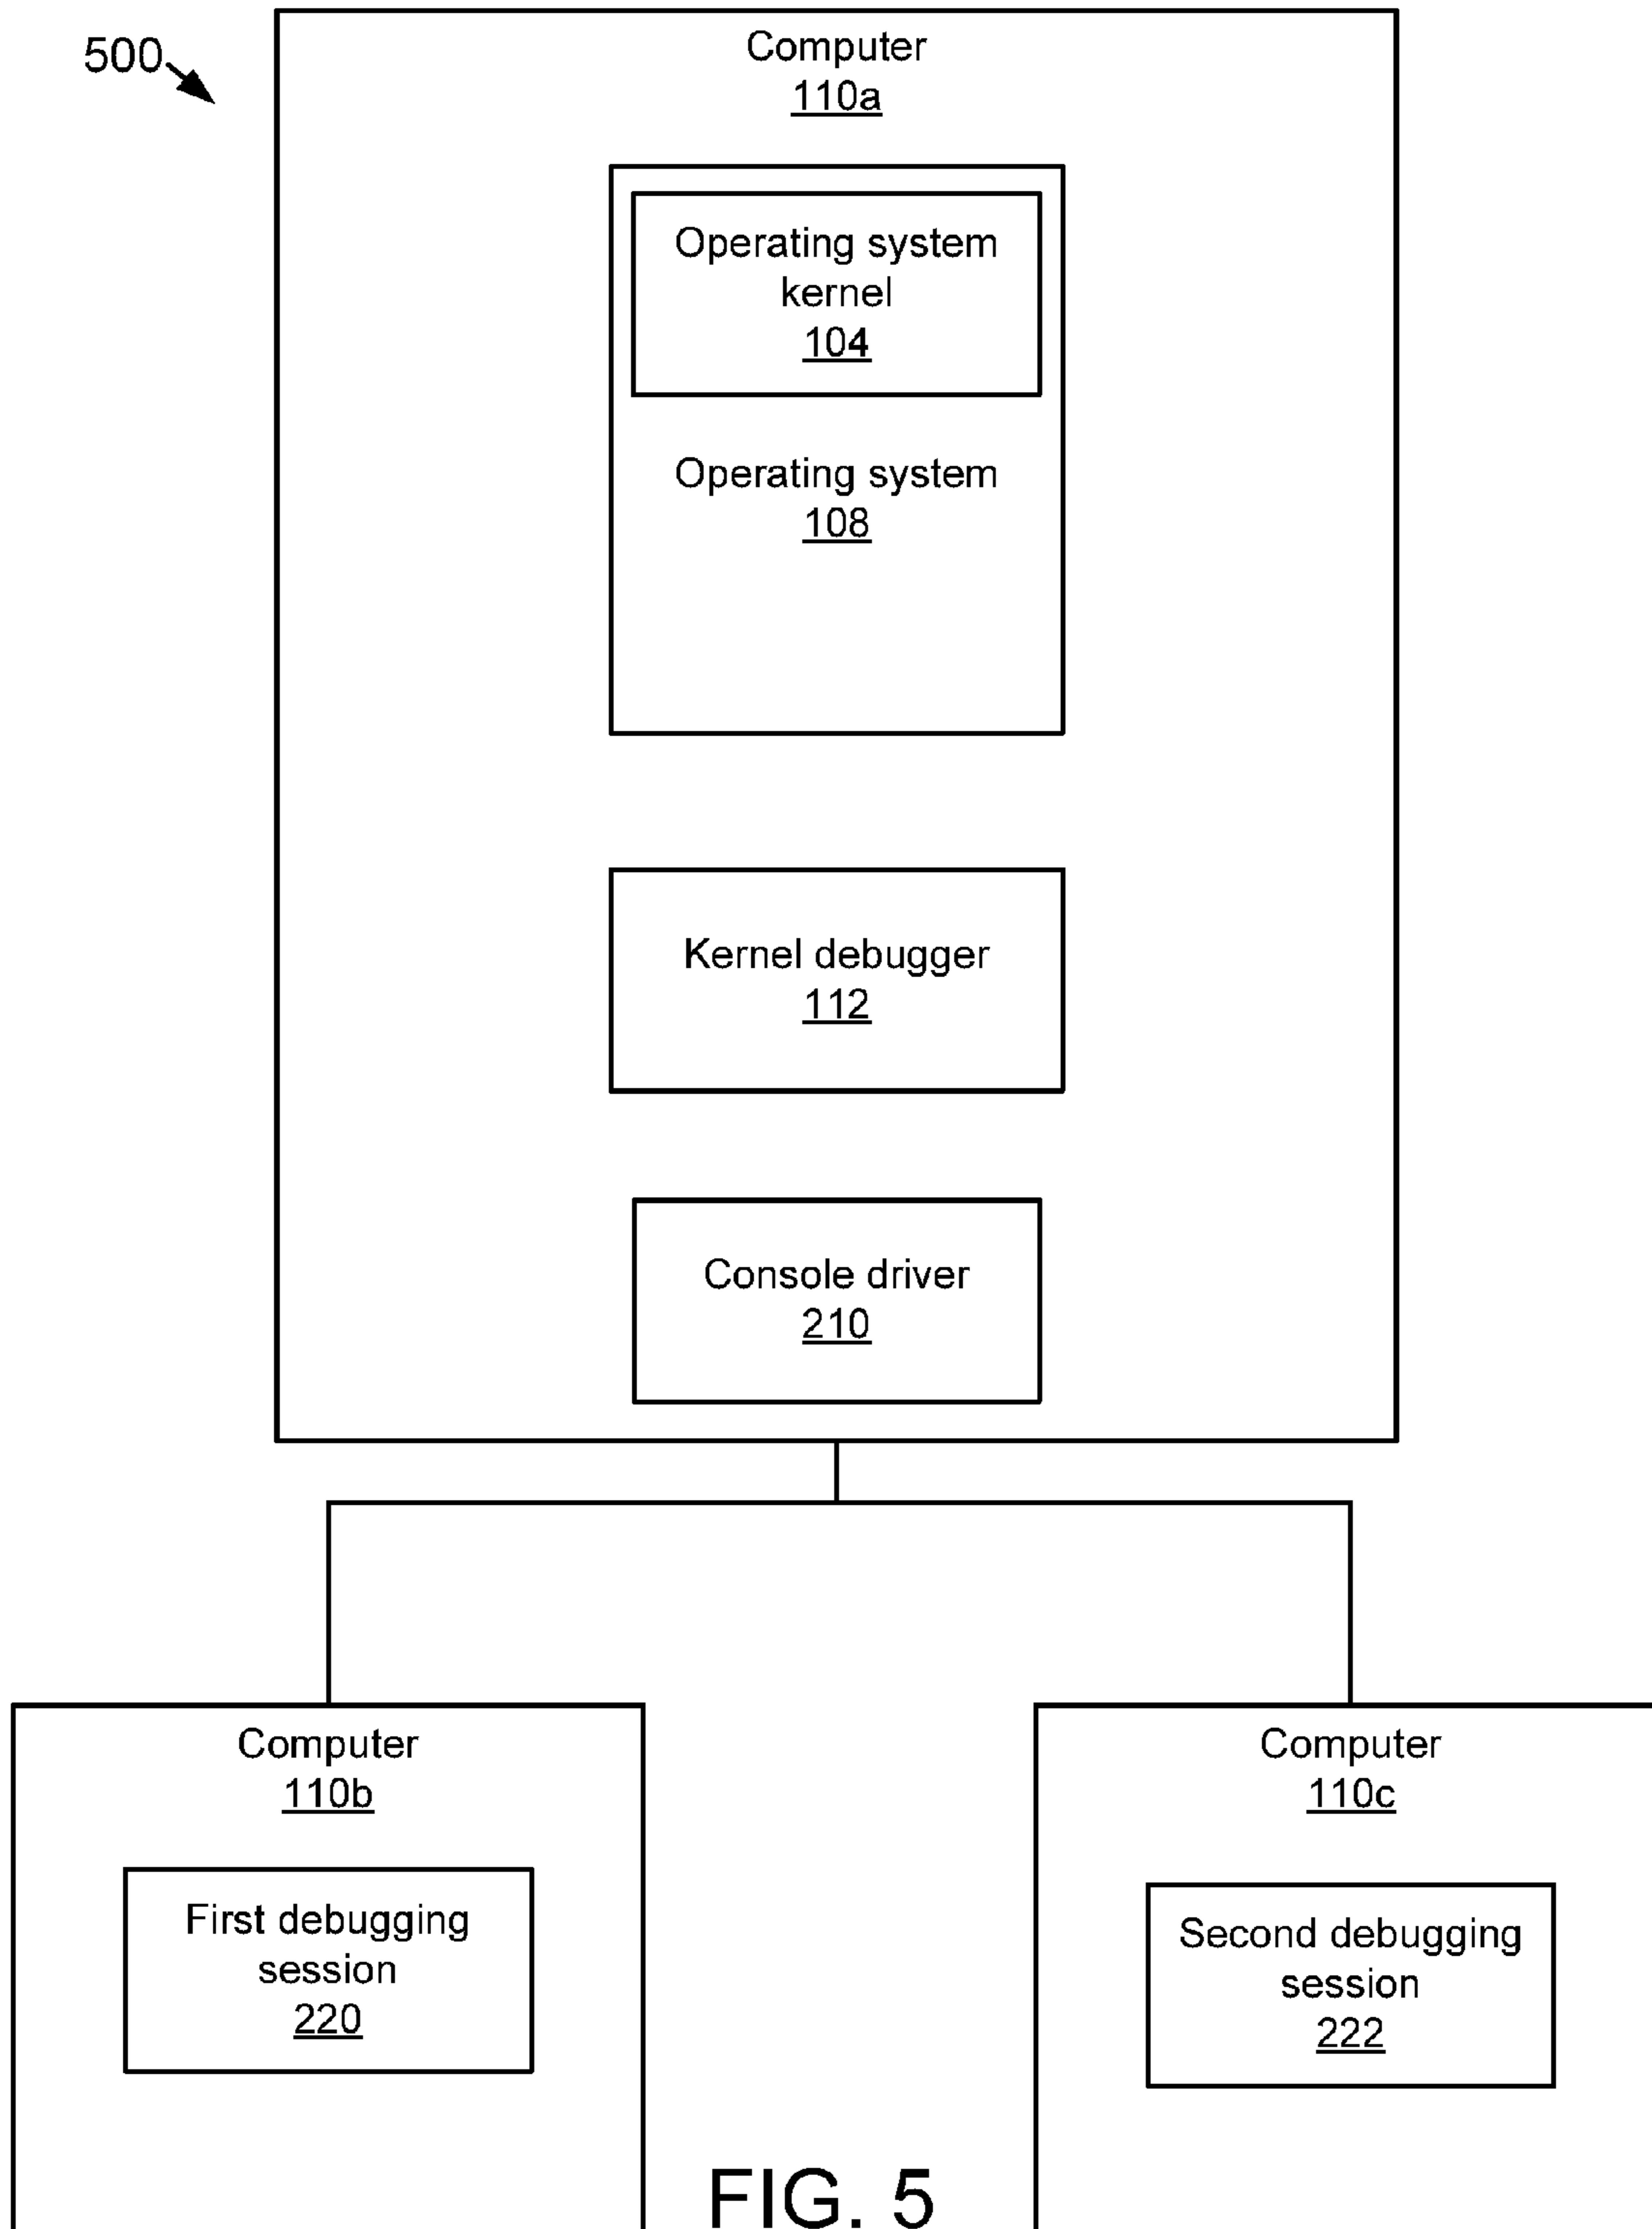 500
Computer
110a
Operating system
kernel
104
Operating system
108
Kernel debugger
112
Console driver
210
Computer
110b
First debugging
session
220
Computer
110c
Second debugging
session
222
FIG. 5